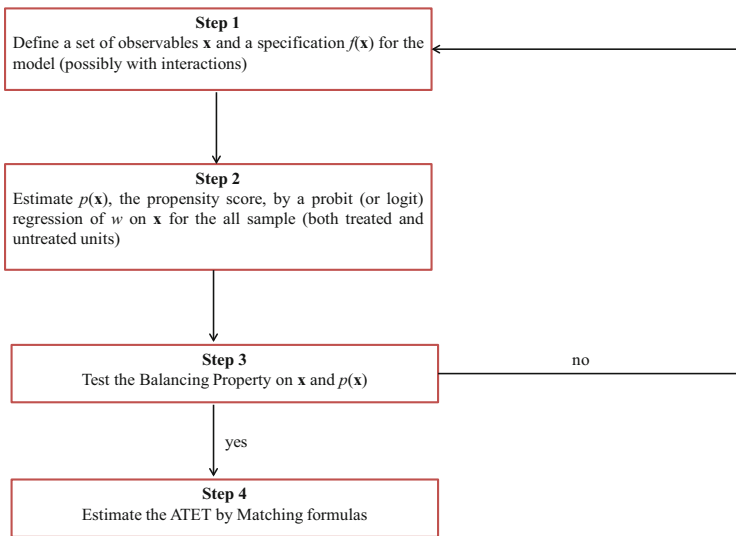 Step 1
Define a set of observables x and a specification f(x) for the
model (possibly with interactions)
Step 2
Estimate p(x), the propensity score, by a probit (or logit)
regression of w on x for the all sample (both treated and
untreated units)
Step 3
Test the Balancing Property on x and p(x)
no
yes
Step 4
Estimate the ATET by Matching formulas